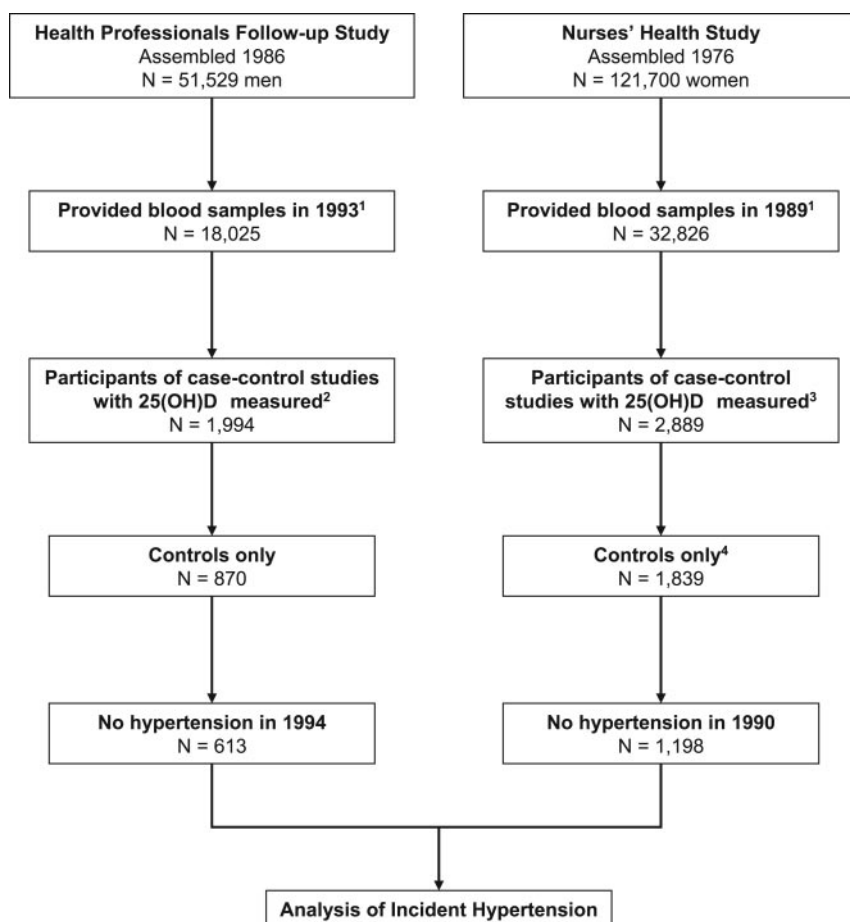 Health Professionals Follow-up Study
Assembled 1986
N = 51,529 men
Nurses' Health Study
Assembled 1976
N = 121,700 women
Provided blood samples in 1993¹
N = 18,025
Provided blood samples in 1989¹
N = 32,826
Participants of case-control studies
with 25(OH)D measured²
N = 1,994
Participants of case-control
studies with 25(OH)D measured³
N = 2,889
Controls only
N = 870
Controls only⁴
N = 1,839
No hypertension in 1994
N = 613
No hypertension in 1990
N = 1,198
Analysis of Incident Hypertension